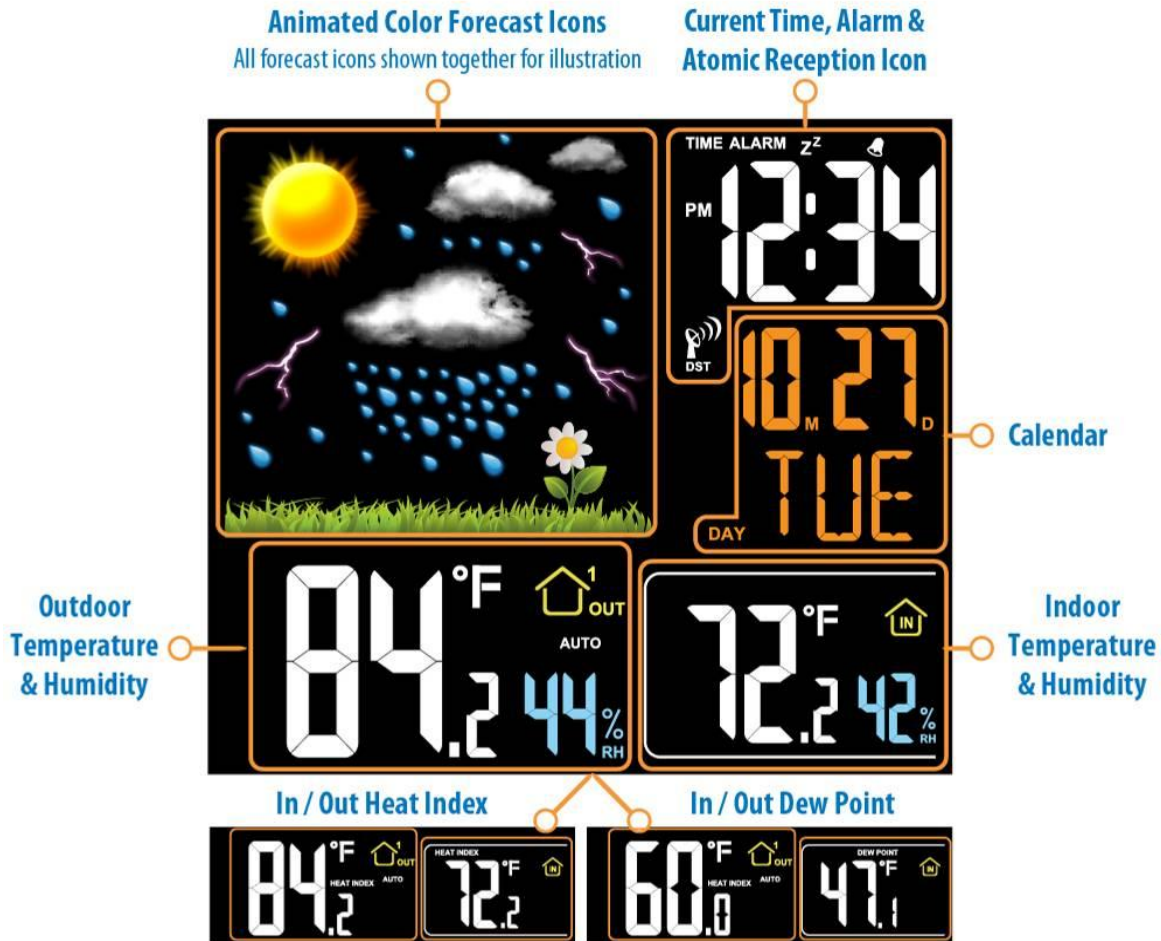 Animated Color Forecast Icons
All forecast icons shown together for illustration
Current Time, Alarm &
Atomic Reception Icon
TIME ALARM Zz
PM 12:34
DST
10 M 27 D
TUE
DAY
Calendar
Outdoor
Temperature
& Humidity
84.2 °F 1 OUT
AUTO
44 % RH
72.2 °F IN
42 % RH
Indoor
Temperature
& Humidity
In / Out Heat Index
84.2 °F 1 OUT
HEAT INDEX AUTO
HEAT INDEX
72.2 °F IN
In / Out Dew Point
60.0 °F 1 OUT
HEAT INDEX AUTO
DEW POINT
47.1 °F IN